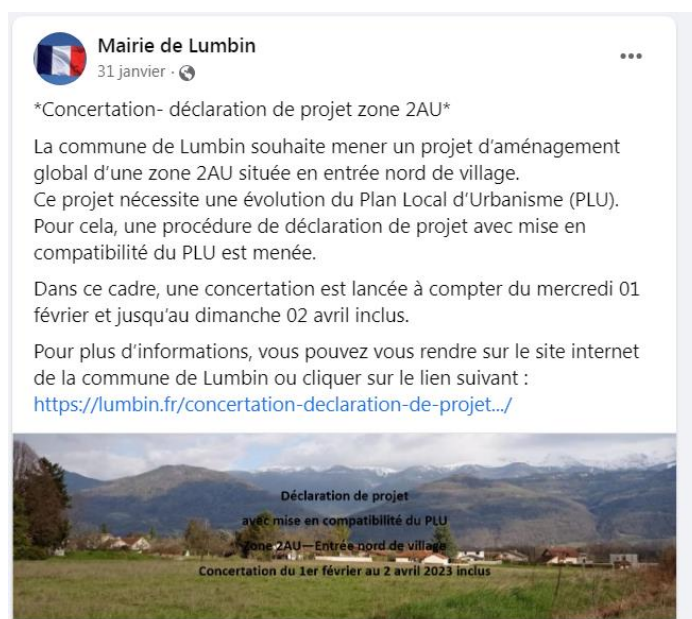 Mairie de Lumbin
31 janvier ·
*Concertation- déclaration de projet zone 2AU*
La commune de Lumbin souhaite mener un projet d'aménagement
global d'une zone 2AU située en entrée nord de village.
Ce projet nécessite une évolution du Plan Local d'Urbanisme (PLU).
Pour cela, une procédure de déclaration de projet avec mise en
compatibilité du PLU est menée.
Dans ce cadre, une concertation est lancée à compter du mercredi 01
février et jusqu'au dimanche 02 avril inclus.
Pour plus d'informations, vous pouvez vous rendre sur le site internet
de la commune de Lumbin ou cliquer sur le lien suivant :
https://lumbin.fr/concertation-declaration-de-projet.../
Déclaration de projet
avec mise en compatibilité du PLU
Zone 2AU—Entrée nord de village
Concertation du 1er février au 2 avril 2023 inclus